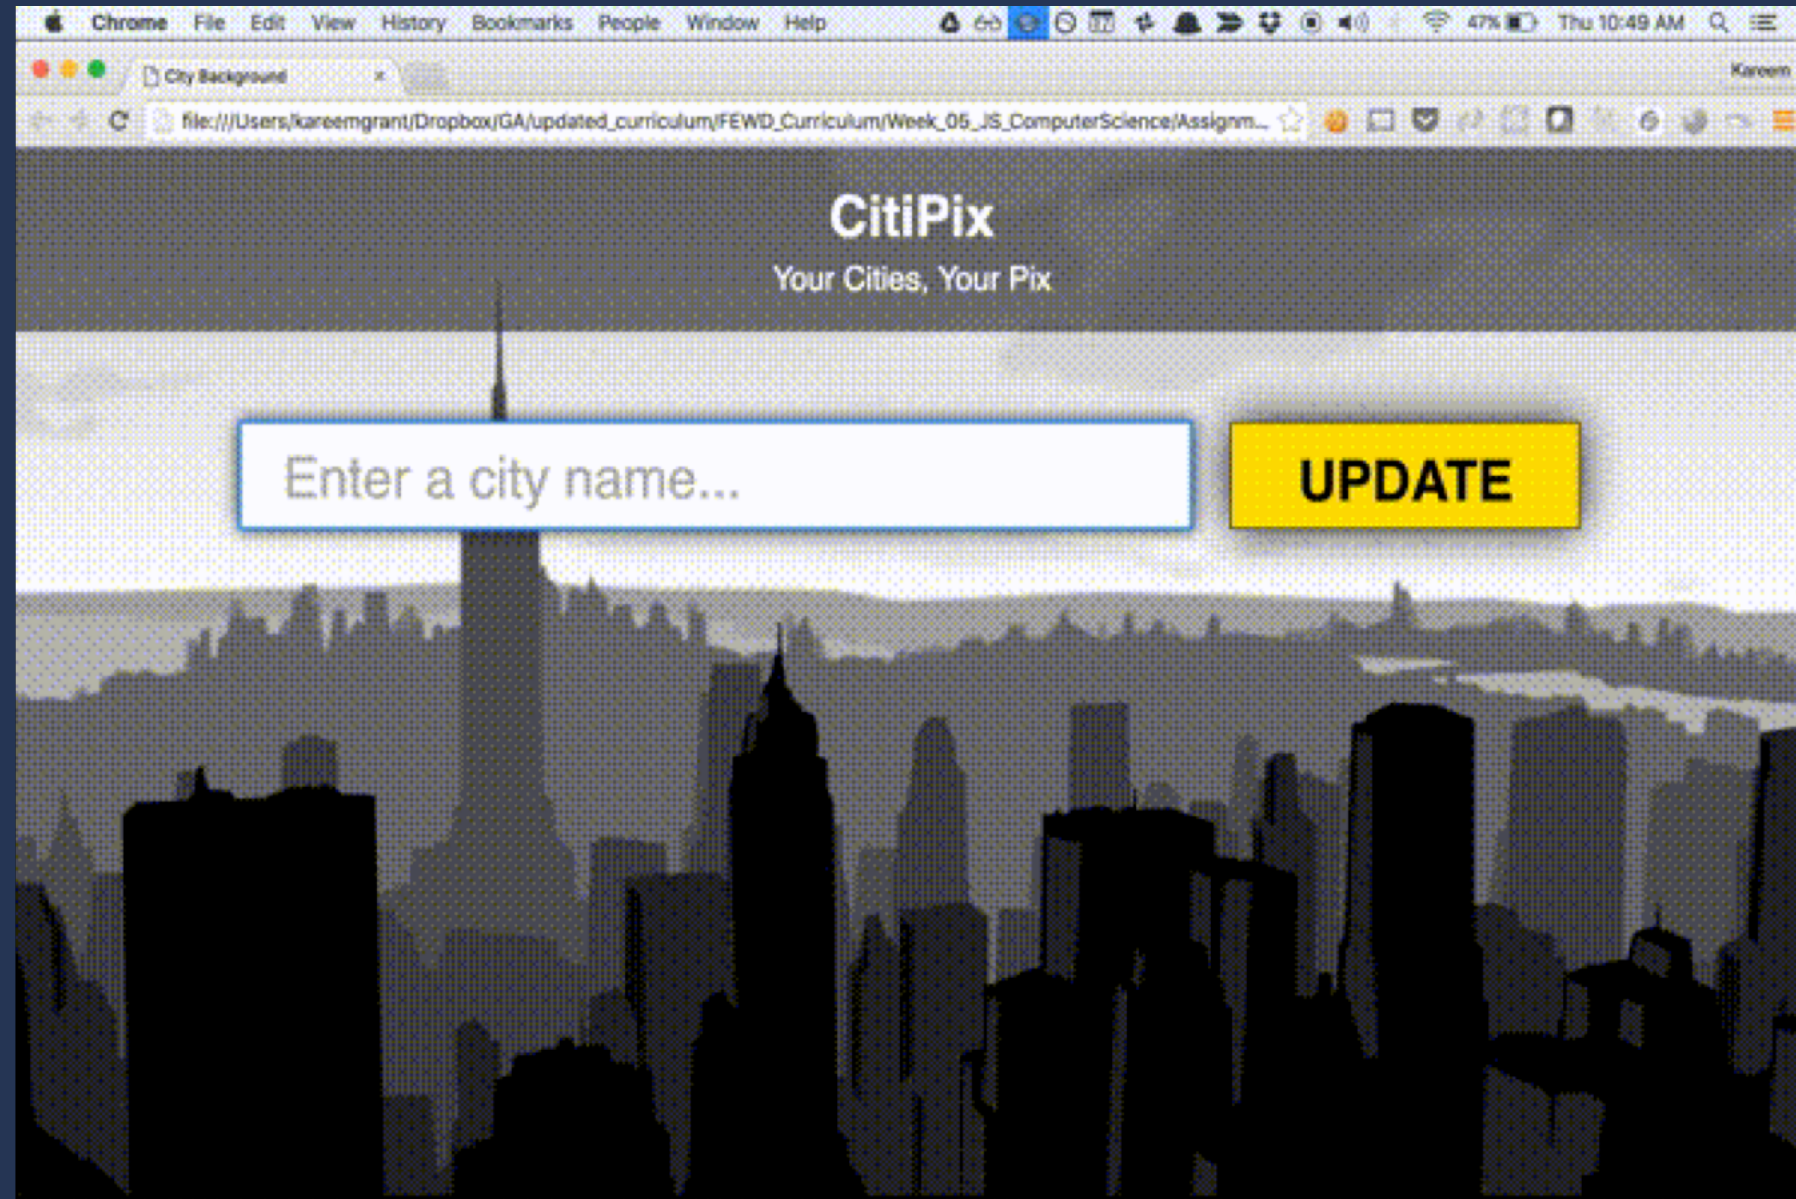 Chrome File Edit View History Bookmarks People Window Help 47% Thu 10:49 AM
City Background Kareem
file:///Users/kareemgrant/Dropbox/GA/updated_curriculum/FEWD_Curriculum/Week_05_JS_ComputerScience/Assignm...
CitiPix
Your Cities, Your Pix
Enter a city name... UPDATE